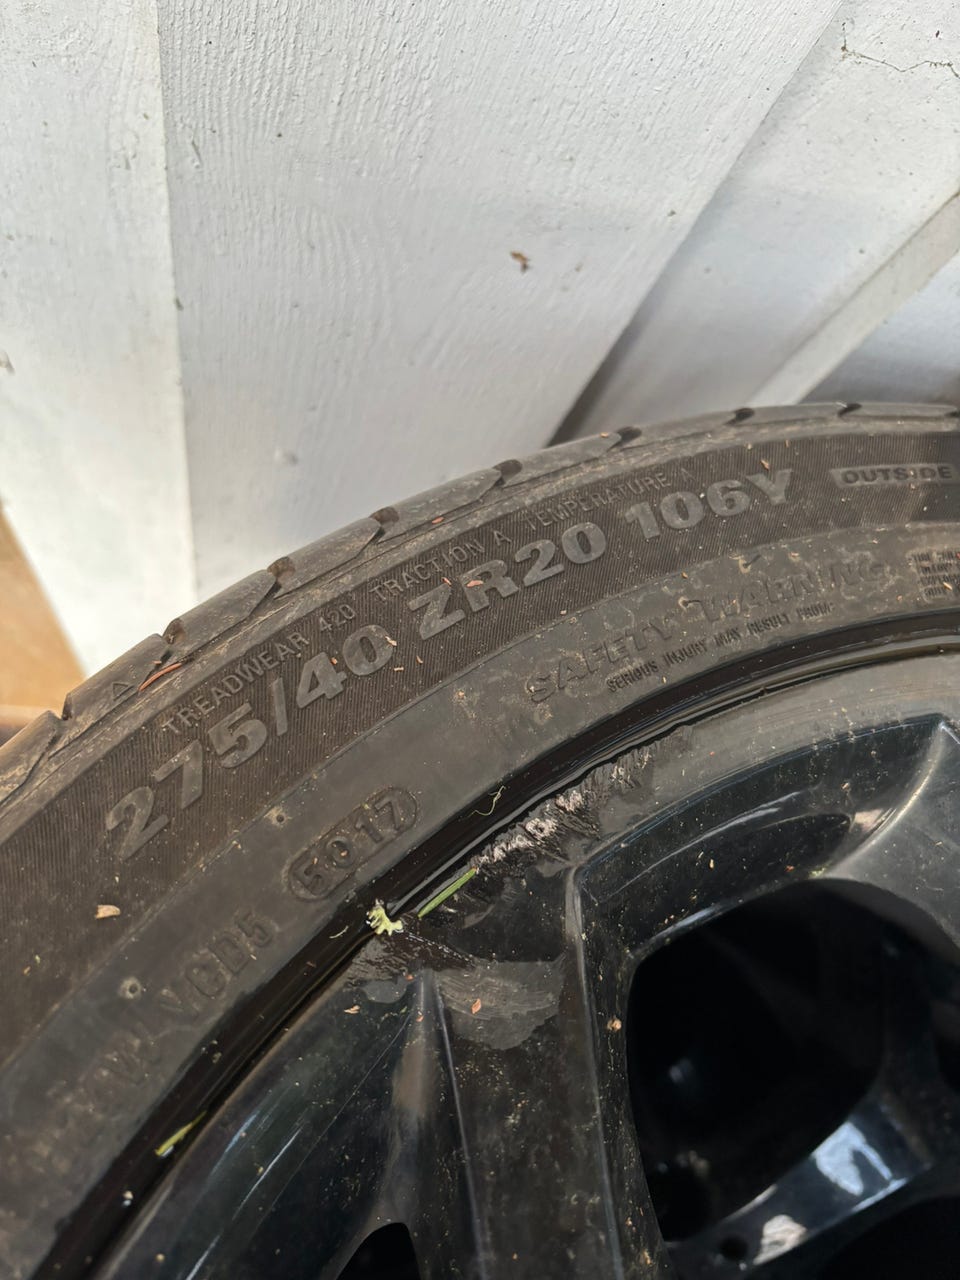 TREADWEAR 420 TRACTION A TEMPERATURE A
275/40 ZR20 106Y
OUTSIDE
SAFETY WARNING
SERIOUS INJURY MAY RESULT FROM:
5017